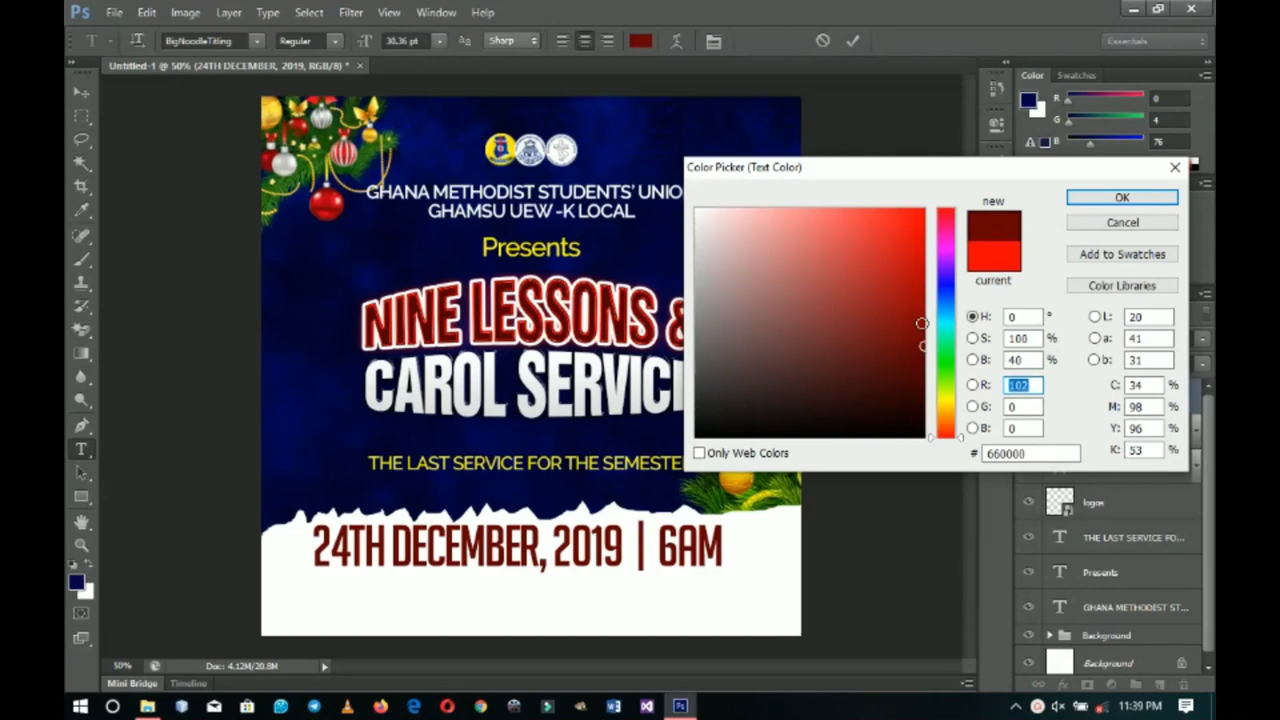 Ps File Edit Image Layer Type Select Filter View Window Help
T BigNoodleTitling Regular 30.36 pt Sharp Essentials
Untitled-1 @ 50% (24TH DECEMBER, 2019, RGB/8) * ×
Color Swatches
R 0
G 4
B 76
GHANA METHODIST STUDENTS' UNIO
GHAMSU UEW -K LOCAL
Presents
NINE LESSONS &
CAROL SERVIC
THE LAST SERVICE FOR THE SEMESTE
24TH DECEMBER, 2019 | 6AM
Color Picker (Text Color)
new
current
OK
Cancel
Add to Swatches
Color Libraries
H: 0 °
S: 100 %
B: 40 %
R: 102
G: 0
B: 0
L: 20
a: 41
b: 31
C: 34 %
M: 98 %
Y: 96 %
K: 53 %
# 660000
Only Web Colors
logos
THE LAST SERVICE FO...
Presents
GHANA METHODIST ST...
Background
Background
50% Doc: 4.12M/20.8M
Mini Bridge Timeline
11:39 PM